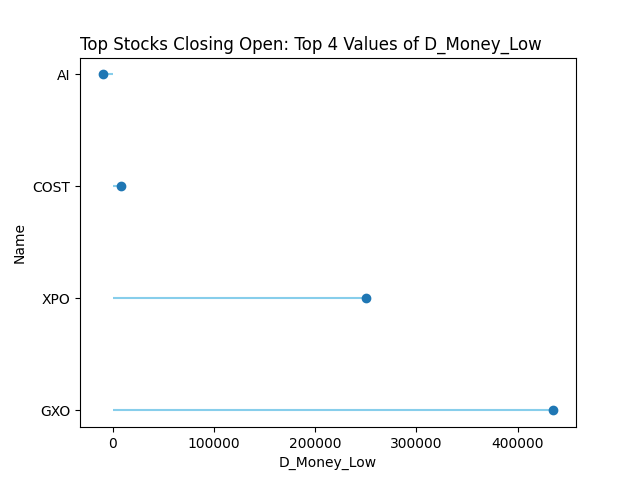 Top Stocks Closing Open: Top 4 Values of D_Money_Low
AI
COST
XPO
GXO
Name
0 100000 200000 300000 400000
D_Money_Low